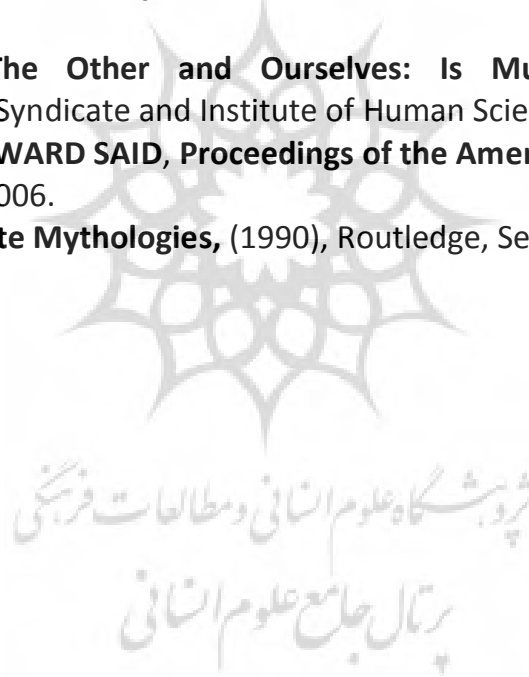 The Other and Ourselves: Is Mu
Syndicate and Institute of Human Scie
WARD SAID, Proceedings of the Amer
006.
te Mythologies, (1990), Routledge, Se
پژوهشگاه علوم انسانی و مطالعات فرهنگی
پرتال جامع علوم انسانی